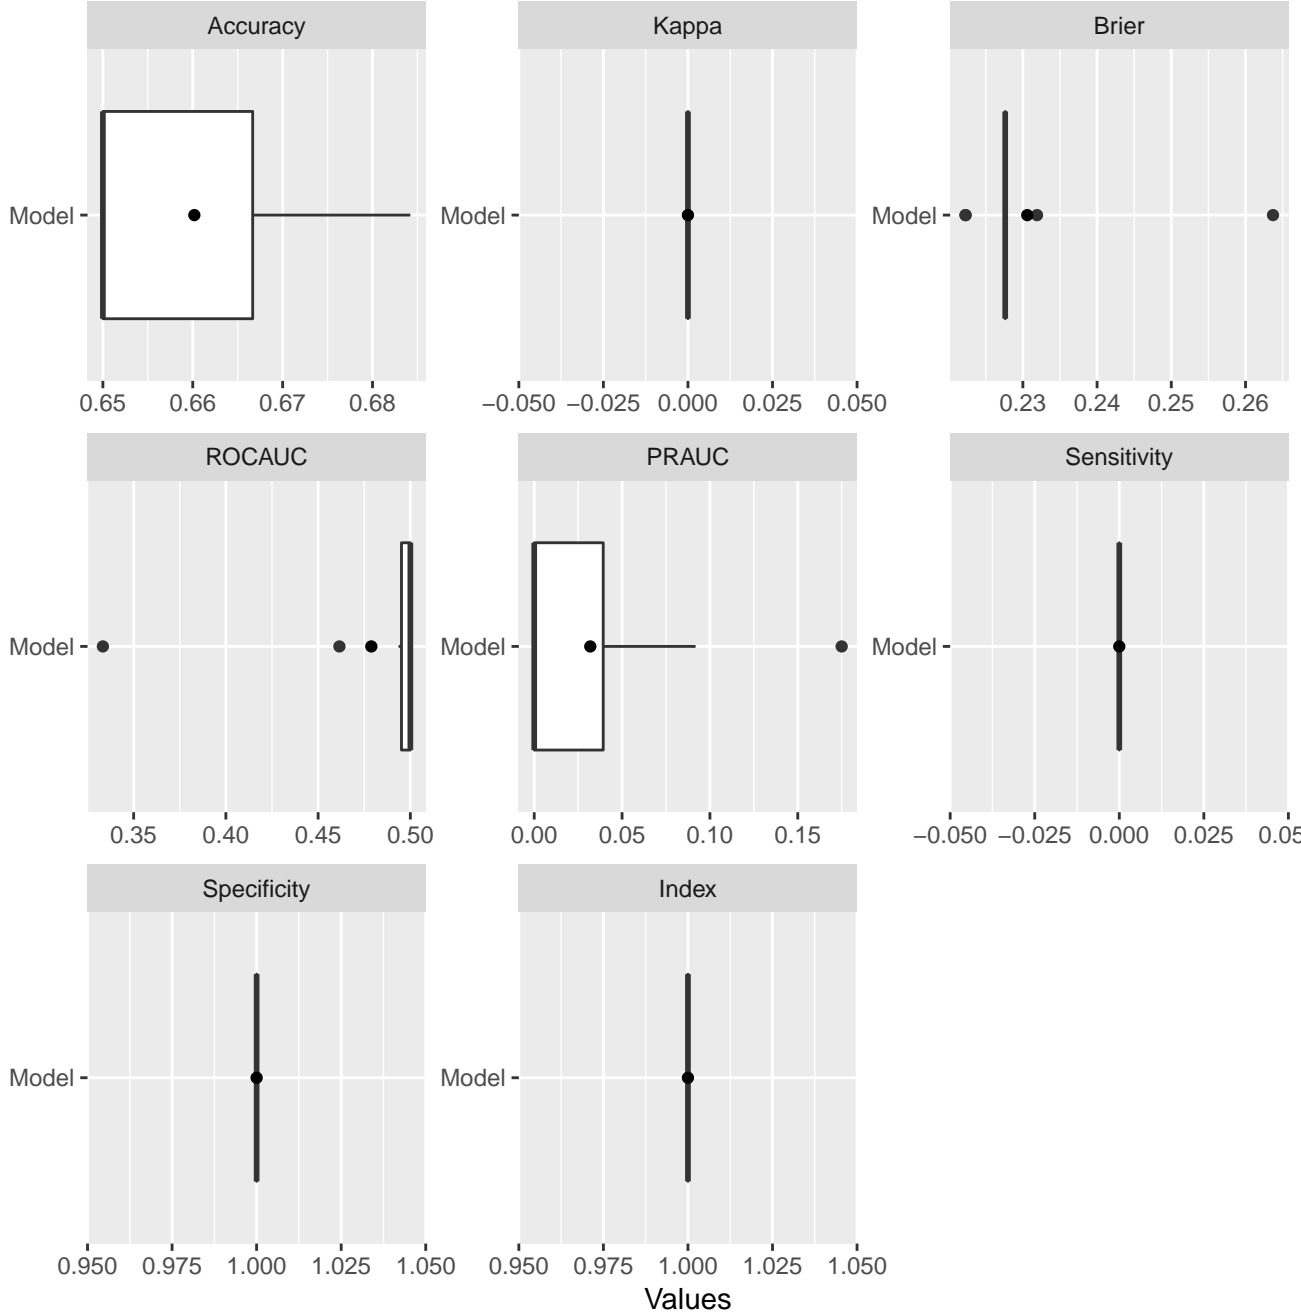 Accuracy Kappa Brier
Model Model Model
0.65 0.66 0.67 0.68 −0.050 −0.025 0.000 0.025 0.050 0.23 0.24 0.25 0.26
ROCAUC PRAUC Sensitivity
Model Model Model
0.35 0.40 0.45 0.50 0.00 0.05 0.10 0.15 −0.050 −0.025 0.000 0.025 0.05
Specificity Index
Model Model
0.950 0.975 1.000 1.025 1.050 0.950 0.975 1.000 1.025 1.050
Values